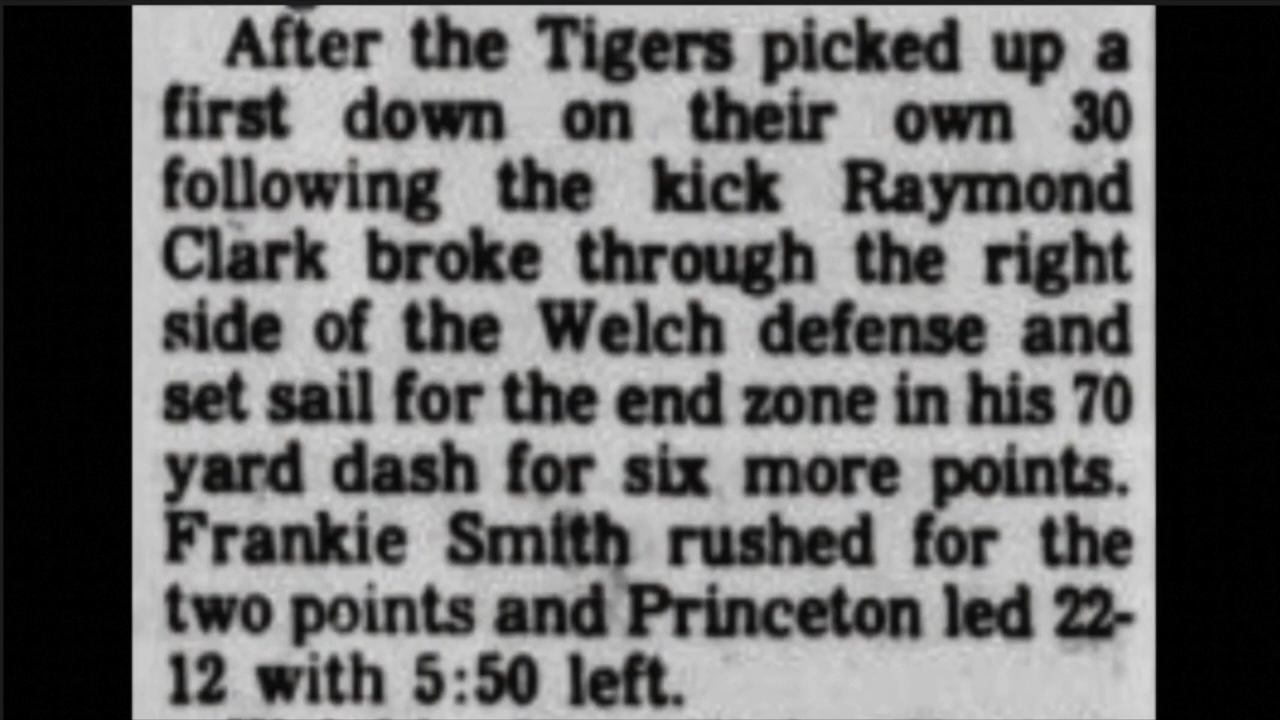 After the Tigers picked up a
first down on their own 30
following the kick Raymond
Clark broke through the right
side of the Welch defense and
set sail for the end zone in his 70
yard dash for six more points.
Frankie Smith rushed for the
two points and Princeton led 22-
12 with 5:50 left.